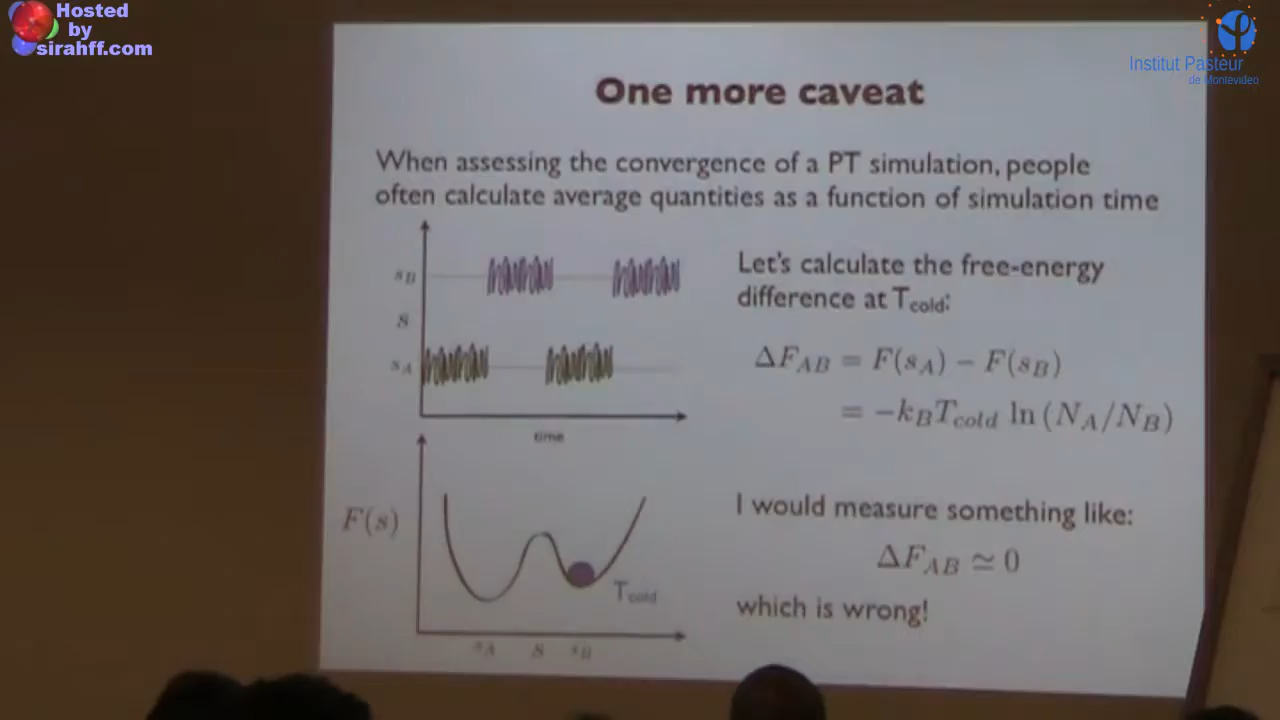 Hosted
by
sirahff.com
Institut Pasteur
de Montevideo
One more caveat
When assessing the convergence of a PT simulation, people
often calculate average quantities as a function of simulation time
s_B
s
s_A
time
Let's calculate the free-energy
difference at T_cold:
ΔF_AB = F(s_A) − F(s_B)
= −k_B T_cold ln (N_A/N_B)
F(s)
T_cold
s_A s s_B
I would measure something like:
ΔF_AB ≃ 0
which is wrong!